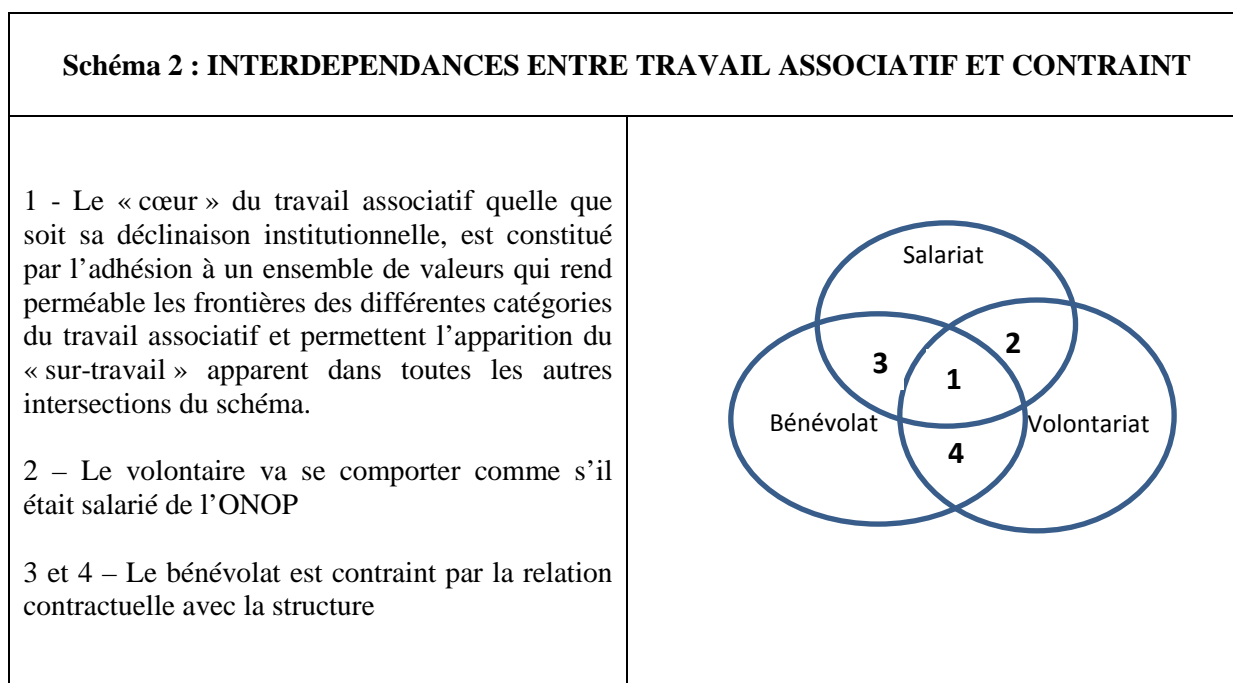 Schéma 2 : INTERDEPENDANCES ENTRE TRAVAIL ASSOCIATIF ET CONTRAINT
1 - Le « cœur » du travail associatif quelle que
soit sa déclinaison institutionnelle, est constitué
par l’adhésion à un ensemble de valeurs qui rend
perméable les frontières des différentes catégories
du travail associatif et permettent l’apparition du
« sur-travail » apparent dans toutes les autres
intersections du schéma.
2 – Le volontaire va se comporter comme s’il
était salarié de l’ONOP
3 et 4 – Le bénévolat est contraint par la relation
contractuelle avec la structure
Salariat
2
3
1
Bénévolat
Volontariat
4